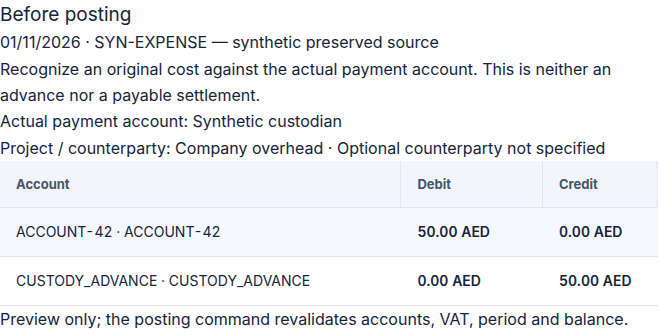 Before posting
01/11/2026 · SYN-EXPENSE — synthetic preserved source
Recognize an original cost against the actual payment account. This is neither an
advance nor a payable settlement.
Actual payment account: Synthetic custodian
Project / counterparty: Company overhead · Optional counterparty not specified
Account Debit Credit
ACCOUNT-42 · ACCOUNT-42 50.00 AED 0.00 AED
CUSTODY_ADVANCE · CUSTODY_ADVANCE 0.00 AED 50.00 AED
Preview only; the posting command revalidates accounts, VAT, period and balance.